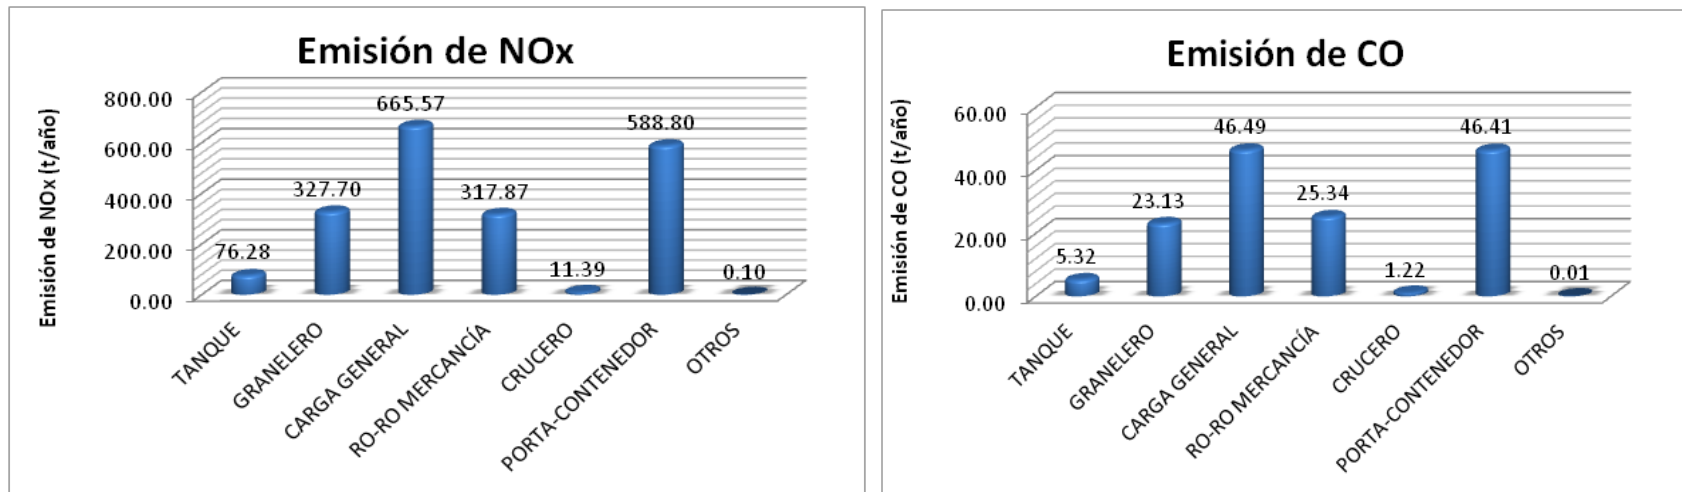 Emisión de NOx
Emisión de NOx (t/año)
800.00
600.00
400.00
200.00
0.00
76.28
327.70
665.57
317.87
11.39
588.80
0.10
TANQUE
GRANELERO
CARGA GENERAL
RO-RO MERCANCÍA
CRUCERO
PORTA-CONTENEDOR
OTROS
Emisión de CO
Emisión de CO (t/año)
60.00
40.00
20.00
0.00
5.32
23.13
46.49
25.34
1.22
46.41
0.01
TANQUE
GRANELERO
CARGA GENERAL
RO-RO MERCANCÍA
CRUCERO
PORTA-CONTENEDOR
OTROS